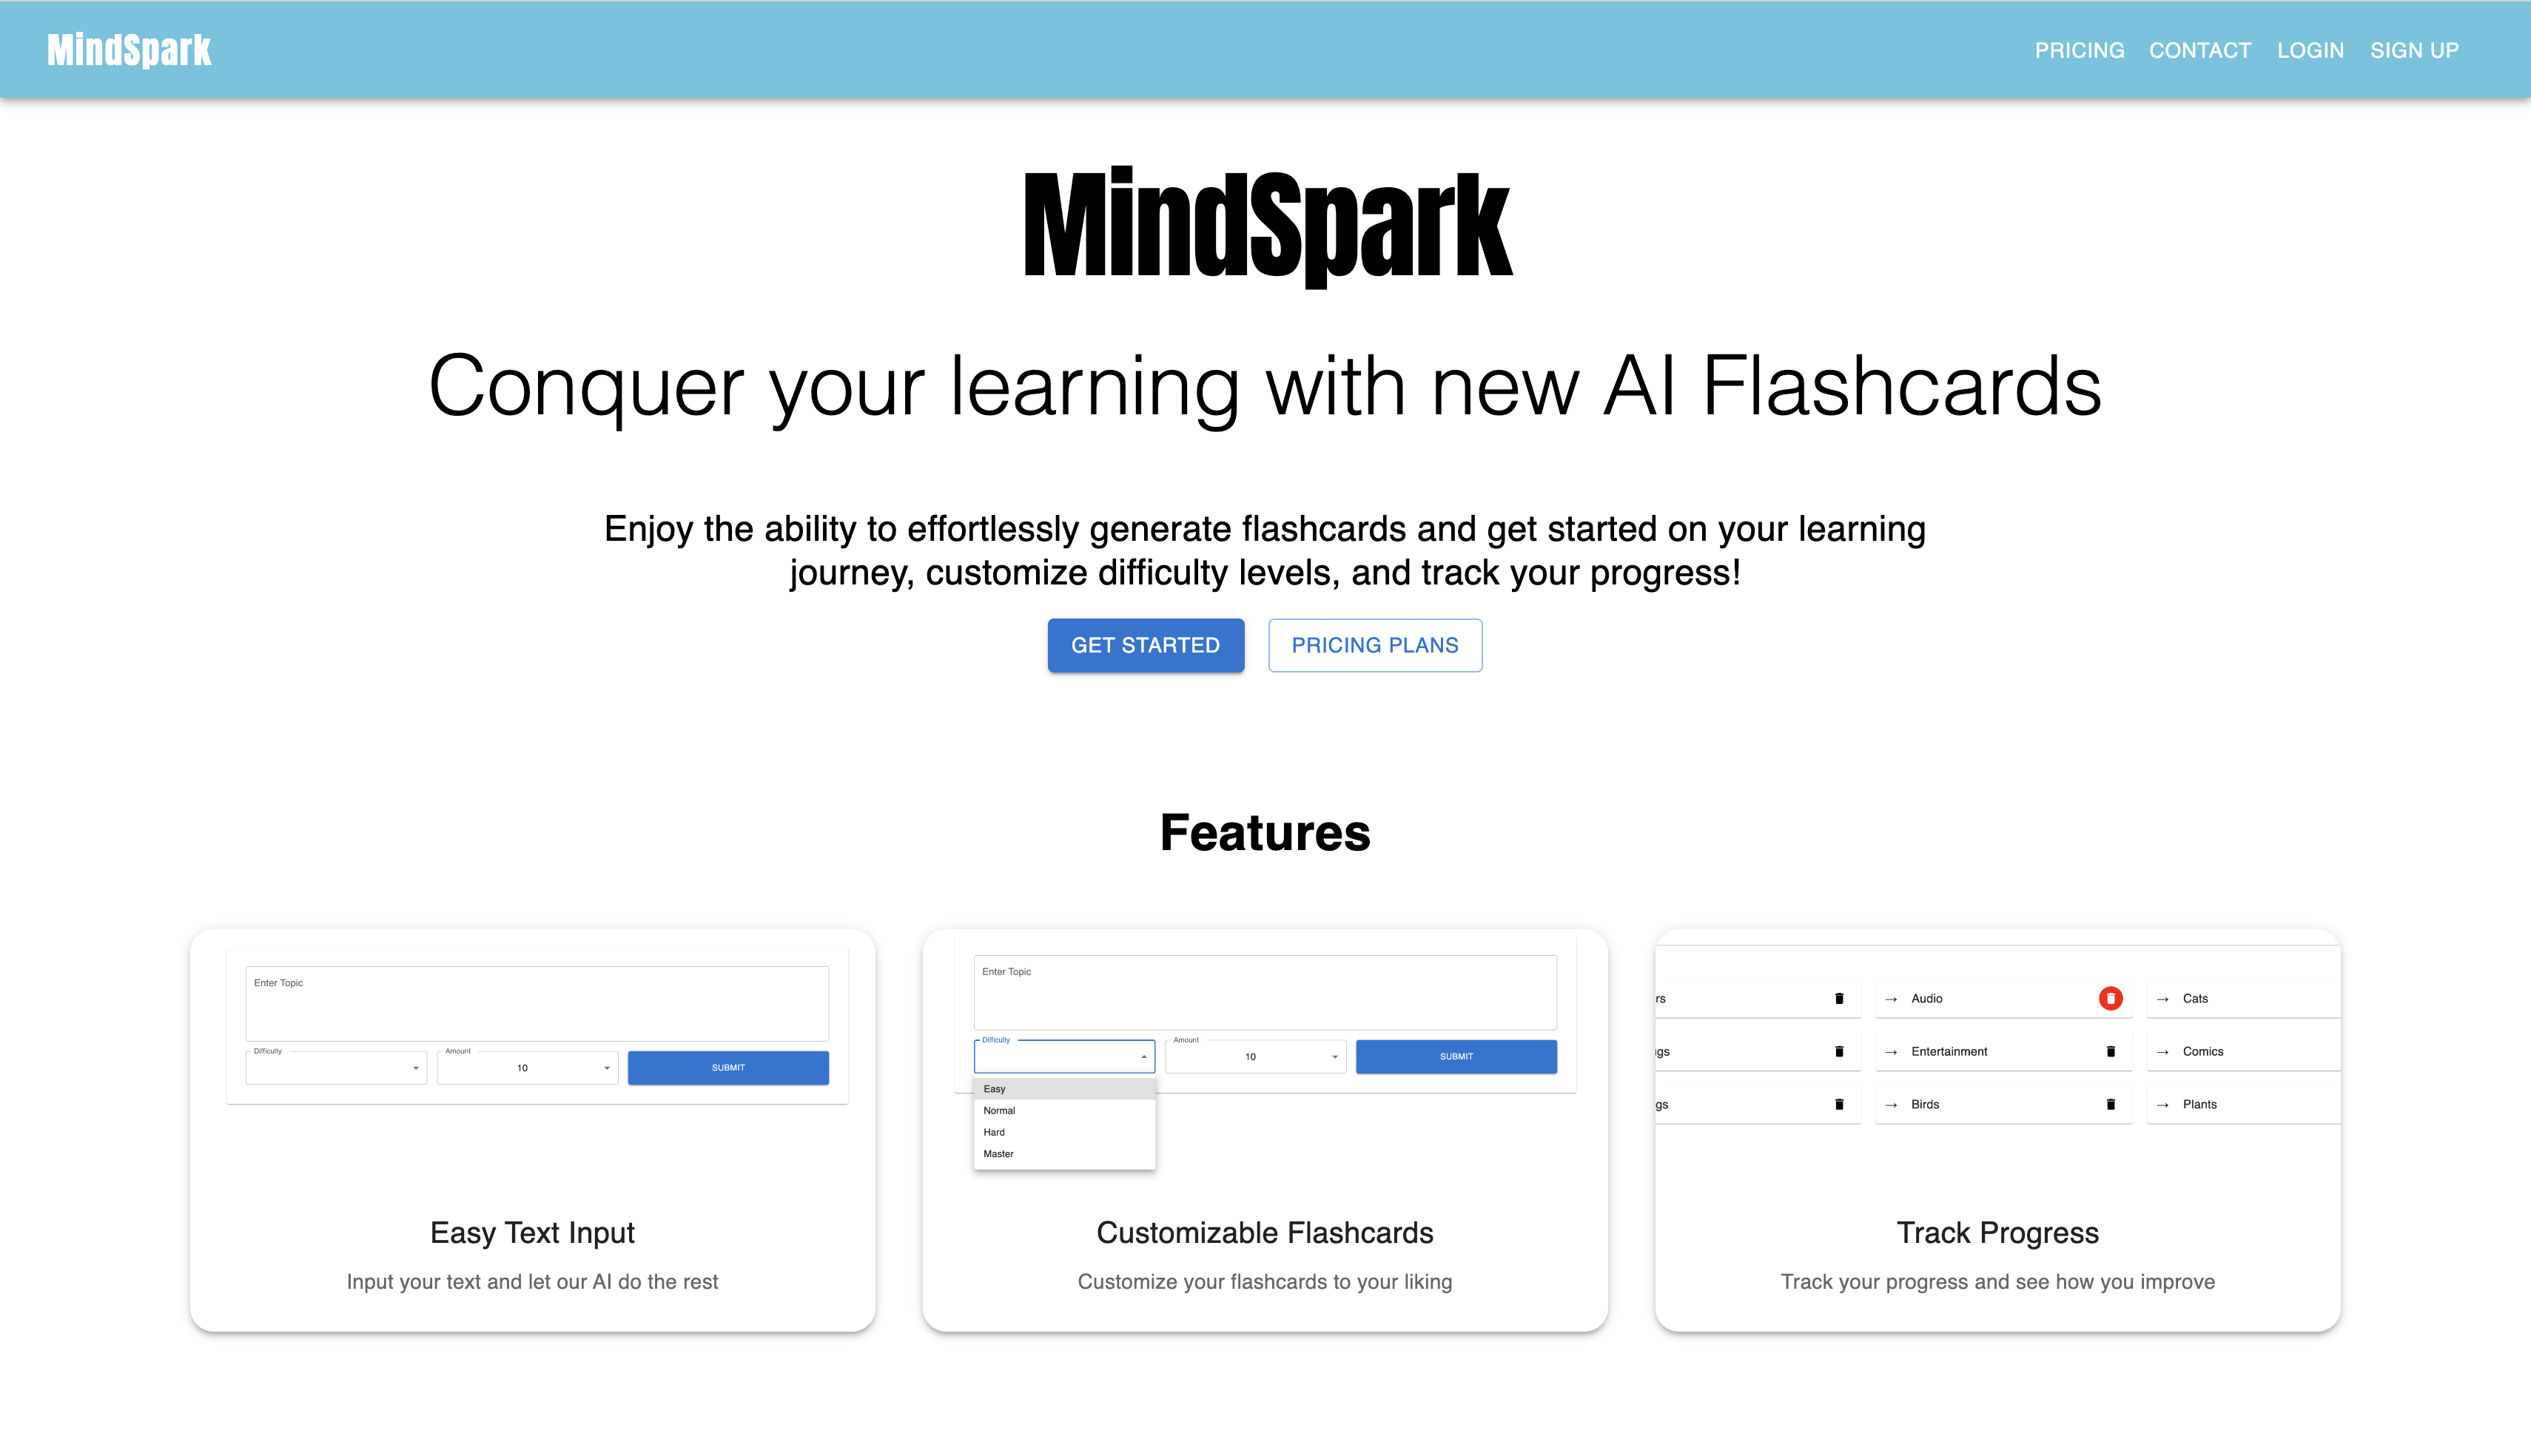 MindSpark
PRICING CONTACT LOGIN SIGN UP
MindSpark
Conquer your learning with new AI Flashcards
Enjoy the ability to effortlessly generate flashcards and get started on your learning
journey, customize difficulty levels, and track your progress!
GET STARTED PRICING PLANS
Features
Enter Topic
Difficulty Amount
10 SUBMIT
Easy Text Input
Input your text and let our AI do the rest
Enter Topic
Difficulty Amount
10 SUBMIT
Easy
Normal
Hard
Master
Customizable Flashcards
Customize your flashcards to your liking
rs → Audio → Cats
gs → Entertainment → Comics
gs → Birds → Plants
Track Progress
Track your progress and see how you improve